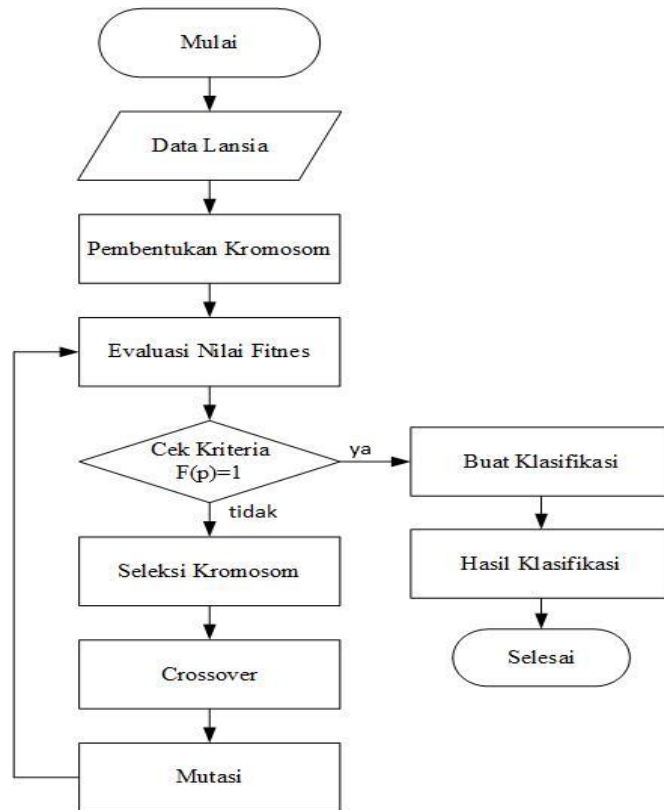 Mulai
Data Lansia
Pembentukan Kromosom
Evaluasi Nilai Fitnes
Cek Kriteria
F(p)=1
ya
tidak
Seleksi Kromosom
Crossover
Mutasi
Buat Klasifikasi
Hasil Klasifikasi
Selesai